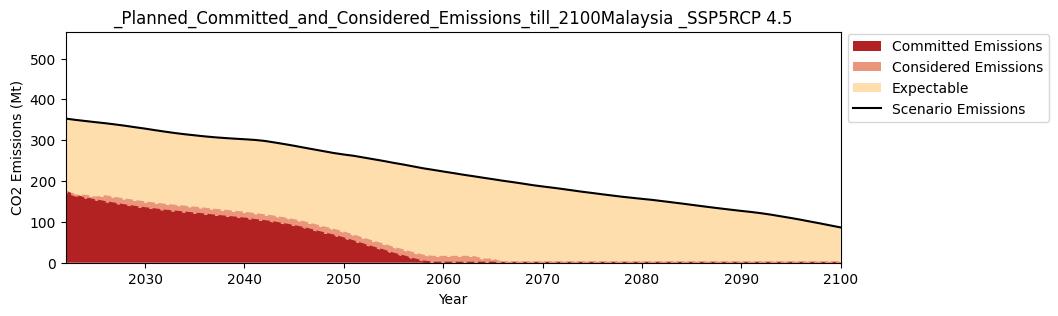 _Planned_Committed_and_Considered_Emissions_till_2100Malaysia _SSP5RCP 4.5
CO2 Emissions (Mt)
500
400
300
200
100
0
2030 2040 2050 2060 2070 2080 2090 2100
Year
Committed Emissions
Considered Emissions
Expectable
Scenario Emissions